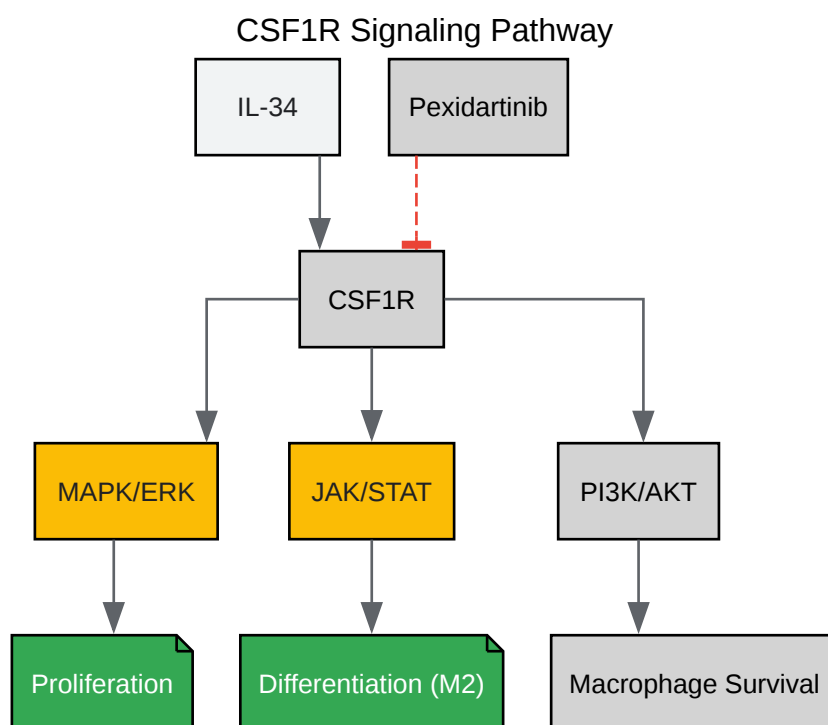 CSF1R Signaling Pathway
IL-34
Pexidartinib
CSF1R
MAPK/ERK
JAK/STAT
PI3K/AKT
Proliferation
Differentiation (M2)
Macrophage Survival